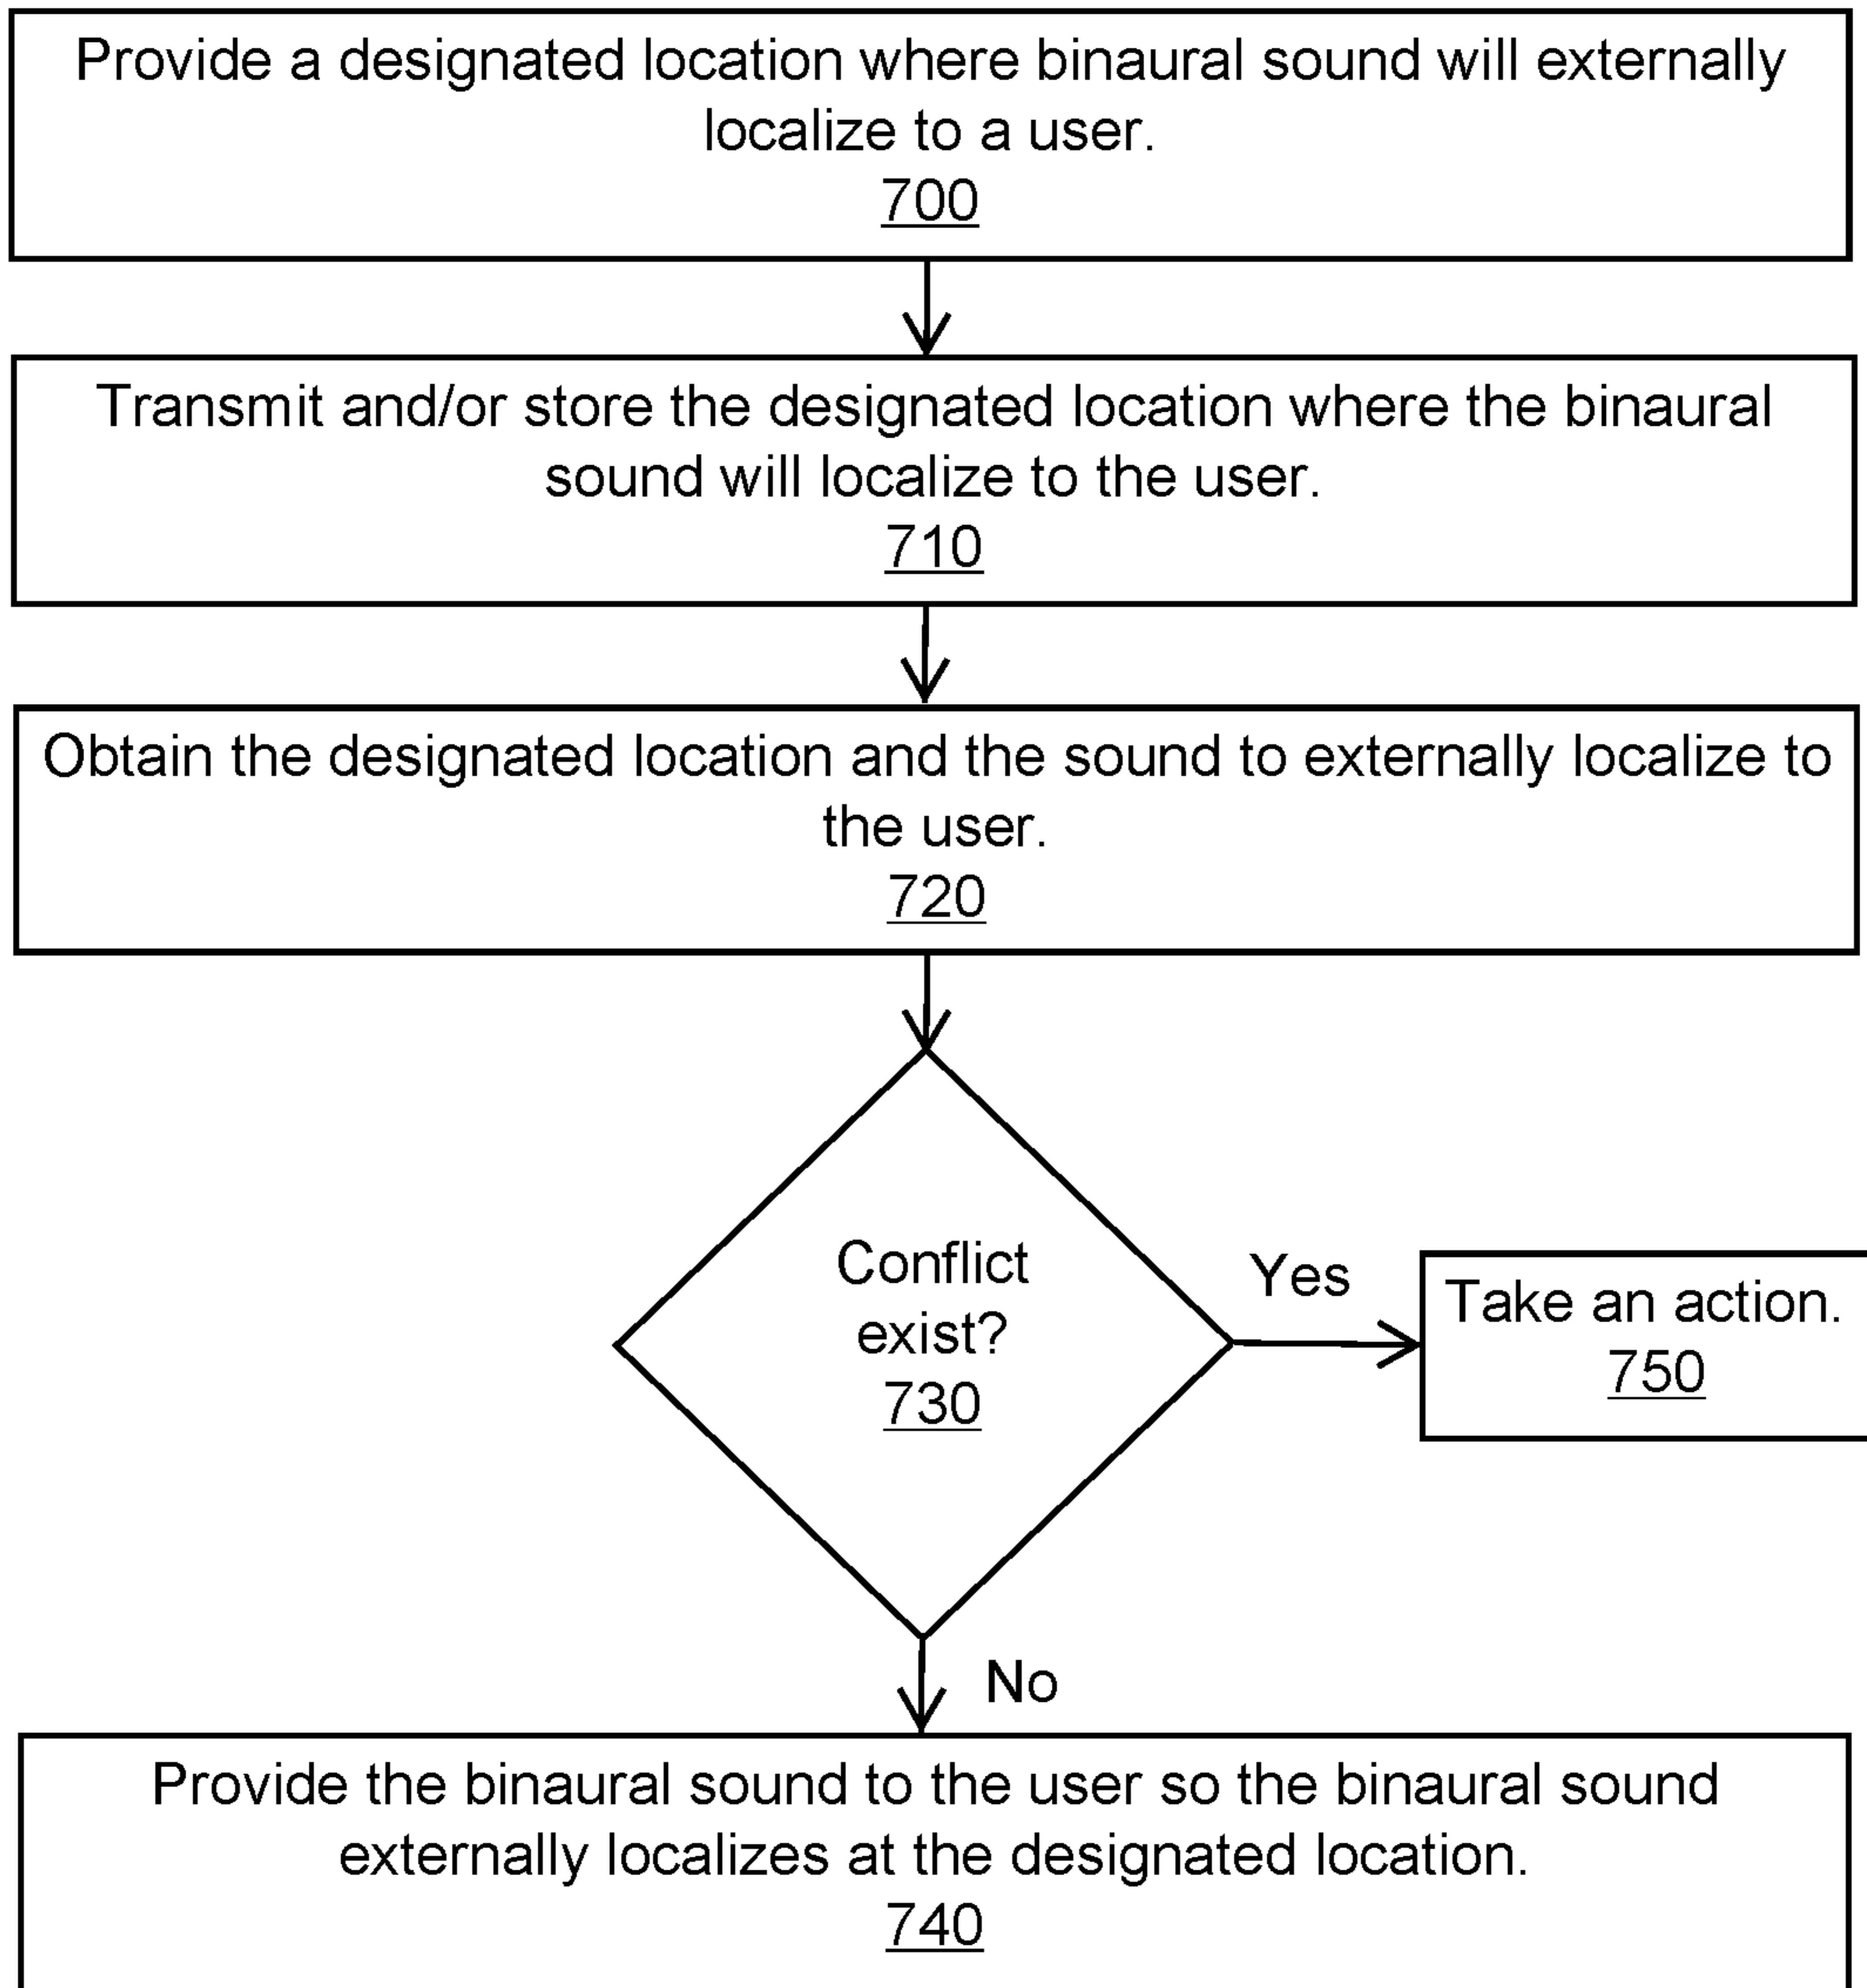 Provide a designated location where binaural sound will externally
localize to a user.
700
Transmit and/or store the designated location where the binaural
sound will localize to the user.
710
Obtain the designated location and the sound to externally localize to
the user.
720
Conflict
exist?
730
Yes
Take an action.
750
No
Provide the binaural sound to the user so the binaural sound
externally localizes at the designated location.
740